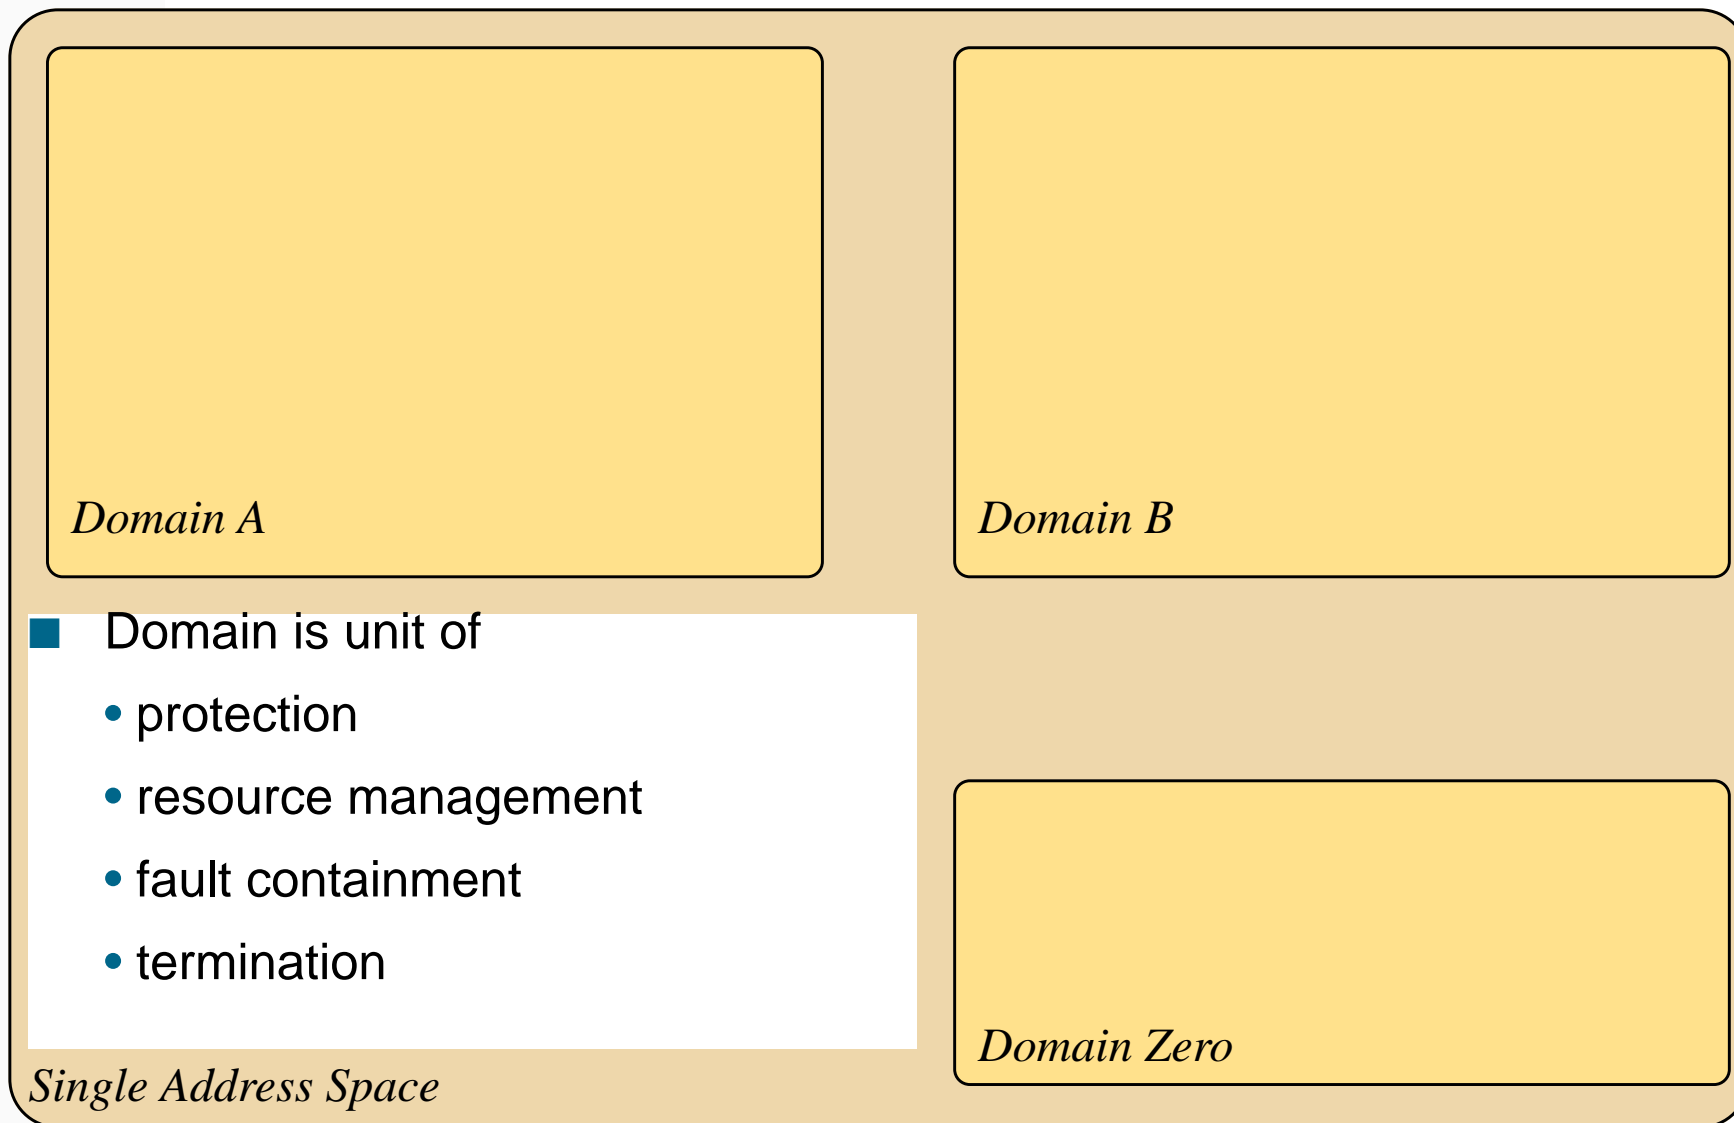 Domain A
Domain B
■ Domain is unit of
• protection
• resource management
• fault containment
• termination
Domain Zero
Single Address Space